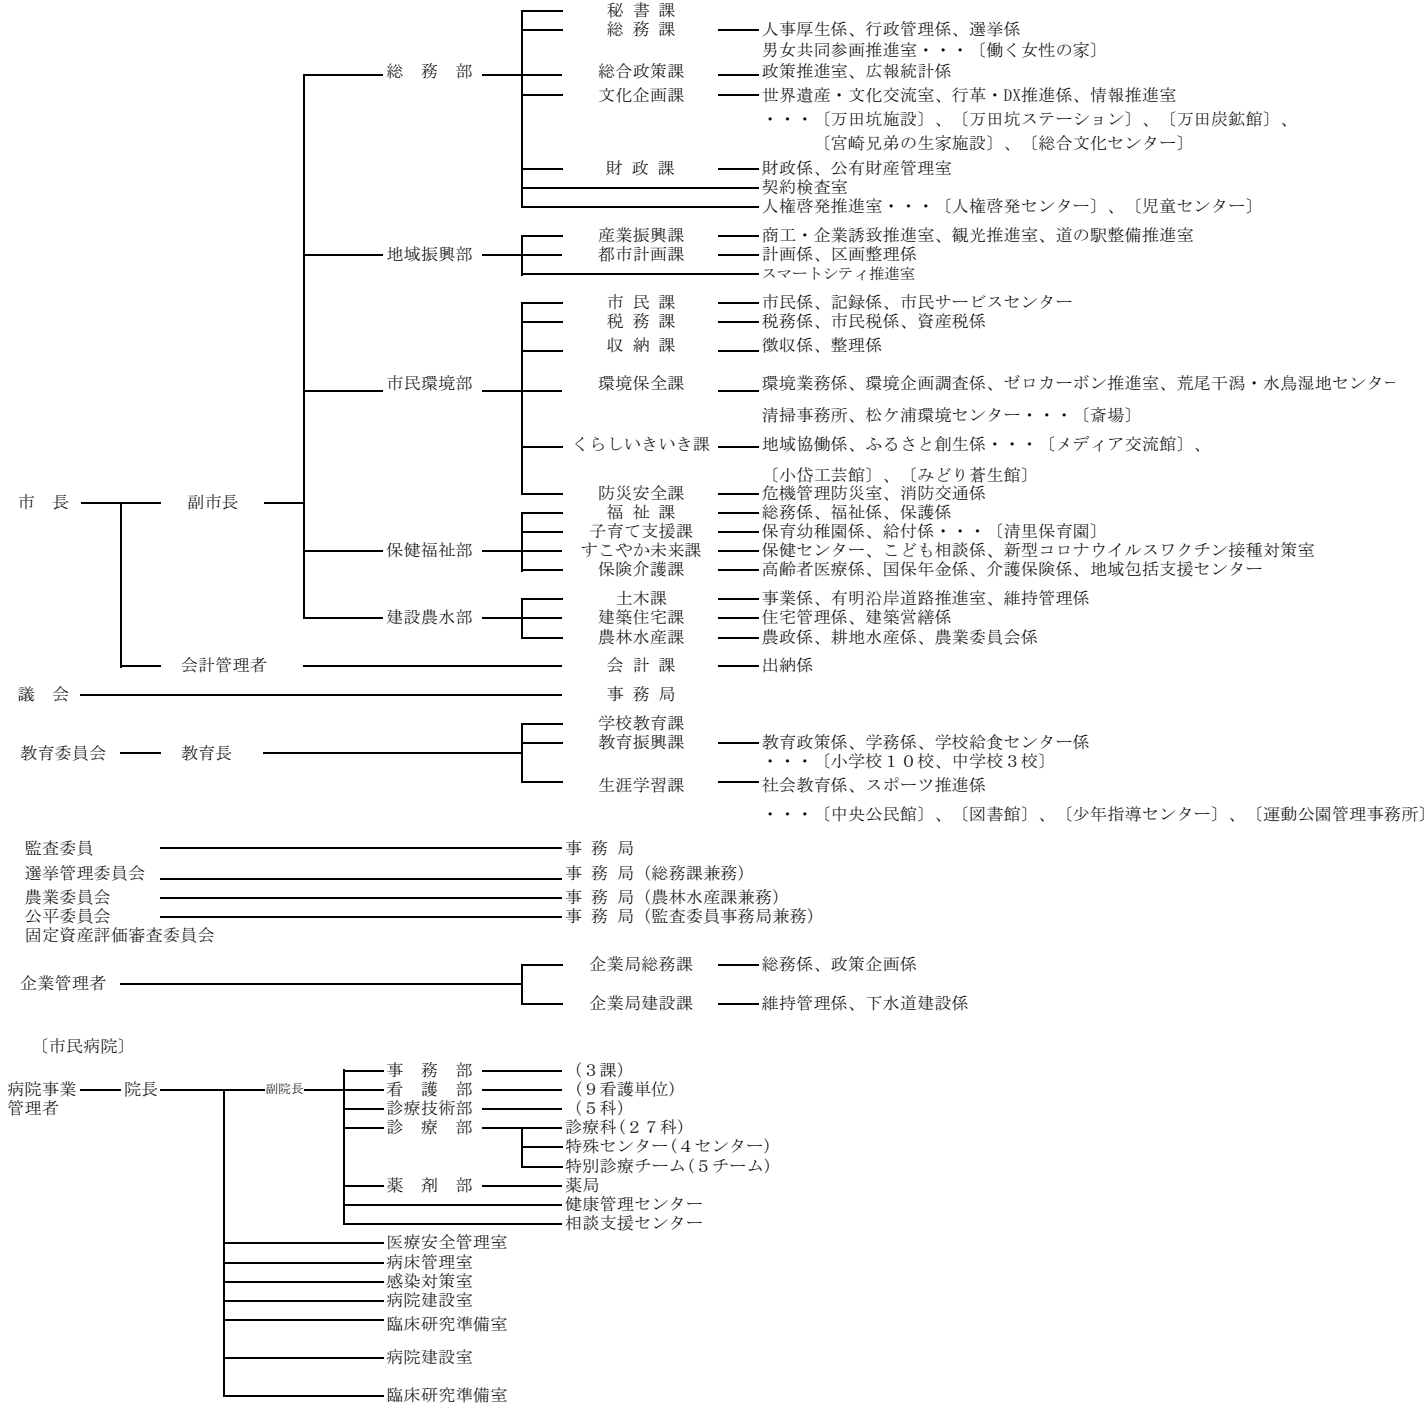 秘 書 課
総 務 課 人事厚生係、行政管理係、選挙係
男女共同参画推進室・・・〔働く女性の家〕
総 務 部 総合政策課 政策推進室、広報統計係
文化企画課 世界遺産・文化交流室、行革・DX推進係、情報推進室
・・・〔万田坑施設〕、〔万田坑ステーション〕、〔万田炭鉱館〕、
〔宮崎兄弟の生家施設〕、〔総合文化センター〕
財 政 課 財政係、公有財産管理室
契約検査室
人権啓発推進室・・・〔人権啓発センター〕、〔児童センター〕
産業振興課 商工・企業誘致推進室、観光推進室、道の駅整備推進室
地域振興部 都市計画課 計画係、区画整理係
スマートシティ推進室
市 民 課 市民係、記録係、市民サービスセンター
税 務 課 税務係、市民税係、資産税係
収 納 課 徴収係、整理係
市民環境部 環境保全課 環境業務係、環境企画調査係、ゼロカーボン推進室、荒尾干潟・水鳥湿地センター
清掃事務所、松ケ浦環境センター・・・〔斎場〕
くらしいきいき課 地域協働係、ふるさと創生係・・・〔メディア交流館〕、
〔小岱工芸館〕、〔みどり蒼生館〕
市 長 副市長 防災安全課 危機管理防災室、消防交通係
福 祉 課 総務係、福祉係、保護係
子育て支援課 保育幼稚園係、給付係・・・〔清里保育園〕
保健福祉部 すこやか未来課 保健センター、こども相談係、新型コロナウイルスワクチン接種対策室
保険介護課 高齢者医療係、国保年金係、介護保険係、地域包括支援センター
土木課 事業係、有明沿岸道路推進室、維持管理係
建設農水部 建築住宅課 住宅管理係、建築営繕係
農林水産課 農政係、耕地水産係、農業委員会係
会計管理者 会 計 課 出納係
議 会 事 務 局
学校教育課
教育振興課 教育政策係、学務係、学校給食センター係
教育委員会 教育長 ・・・〔小学校１０校、中学校３校〕
生涯学習課 社会教育係、スポーツ推進係
・・・〔中央公民館〕、〔図書館〕、〔少年指導センター〕、〔運動公園管理事務所〕
監査委員 事 務 局
選挙管理委員会 事 務 局（総務課兼務）
農業委員会 事 務 局（農林水産課兼務）
公平委員会 事 務 局（監査委員事務局兼務）
固定資産評価審査委員会
企業局総務課 総務係、政策企画係
企業管理者
企業局建設課 維持管理係、下水道建設係
〔市民病院〕
事 務 部 （３課）
病院事業 院長 副院長 看 護 部 （９看護単位）
管理者 診療技術部 （５科）
診 療 部 診療科（２７科）
特殊センター（４センター）
特別診療チーム（５チーム）
薬 剤 部 薬局
健康管理センター
相談支援センター
医療安全管理室
病床管理室
感染対策室
病院建設室
臨床研究準備室
病院建設室
臨床研究準備室